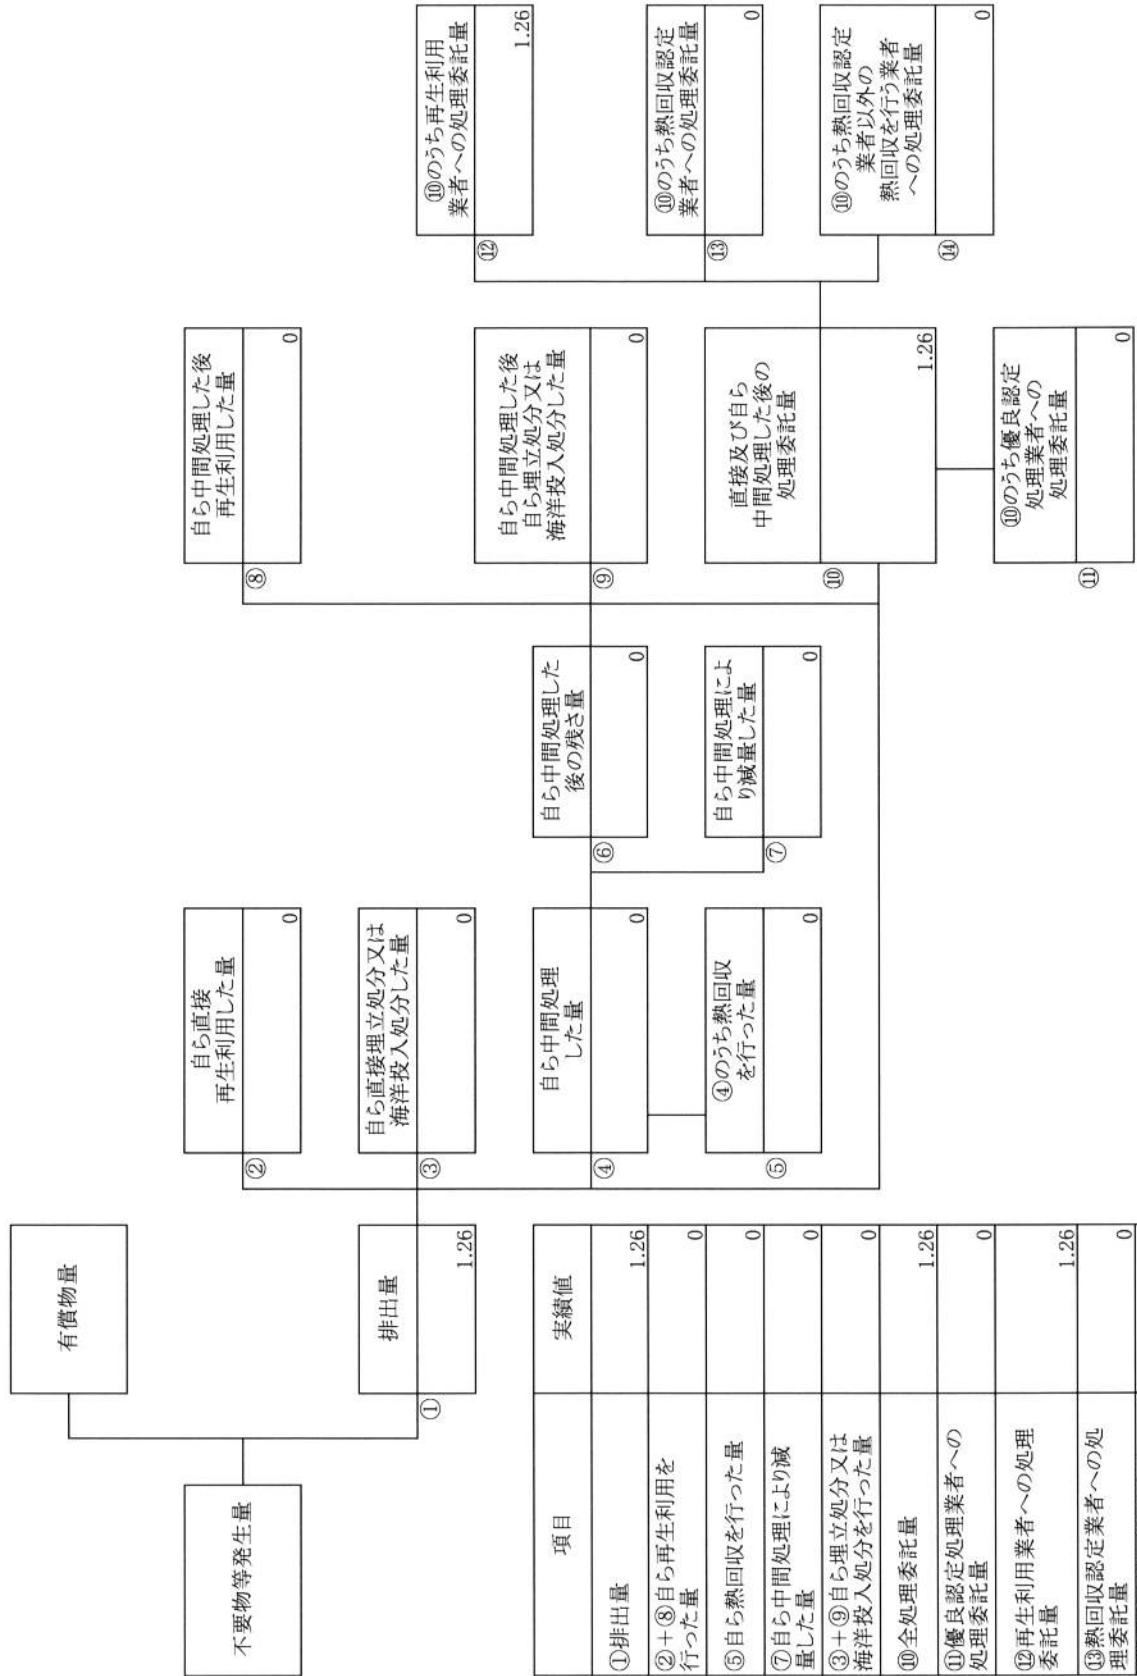 不要物等発生量
有償物量
①
排出量
1.26
②
自ら直接
再生利用した量
0
③
自ら直接埋立処分又は
海洋投入処分した量
0
④
自ら中間処理
した量
0
⑤
④のうち熱回収
を行った量
0
⑥
自ら中間処理した
後の残さ量
0
⑦
自ら中間処理によ
り減量した量
0
⑧
自ら中間処理した後
再生利用した量
0
⑨
自ら中間処理した後
自ら埋立処分又は
海洋投入処分した量
0
⑩
直接及び自ら
中間処理した後の
処理委託量
1.26
⑪
⑩のうち優良認定
処理業者への
処理委託量
0
⑫
⑩のうち再生利用
業者への処理委託量
1.26
⑬
⑩のうち熱回収認定
業者への処理委託量
0
⑭
⑩のうち熱回収認定
業者以外の
熱回収を行う業者
への処理委託量
0
項目
実績値
①排出量
1.26
②+⑧自ら再生利用を
行った量
0
⑤自ら熱回収を行った量
0
⑦自ら中間処理により減
量した量
0
③+⑨自ら埋立処分又は
海洋投入処分を行った量
0
⑩全処理委託量
1.26
⑪優良認定処理業者への
処理委託量
0
⑫再生利用業者への処理
委託量
1.26
⑬熱回収認定業者への処
理委託量
0